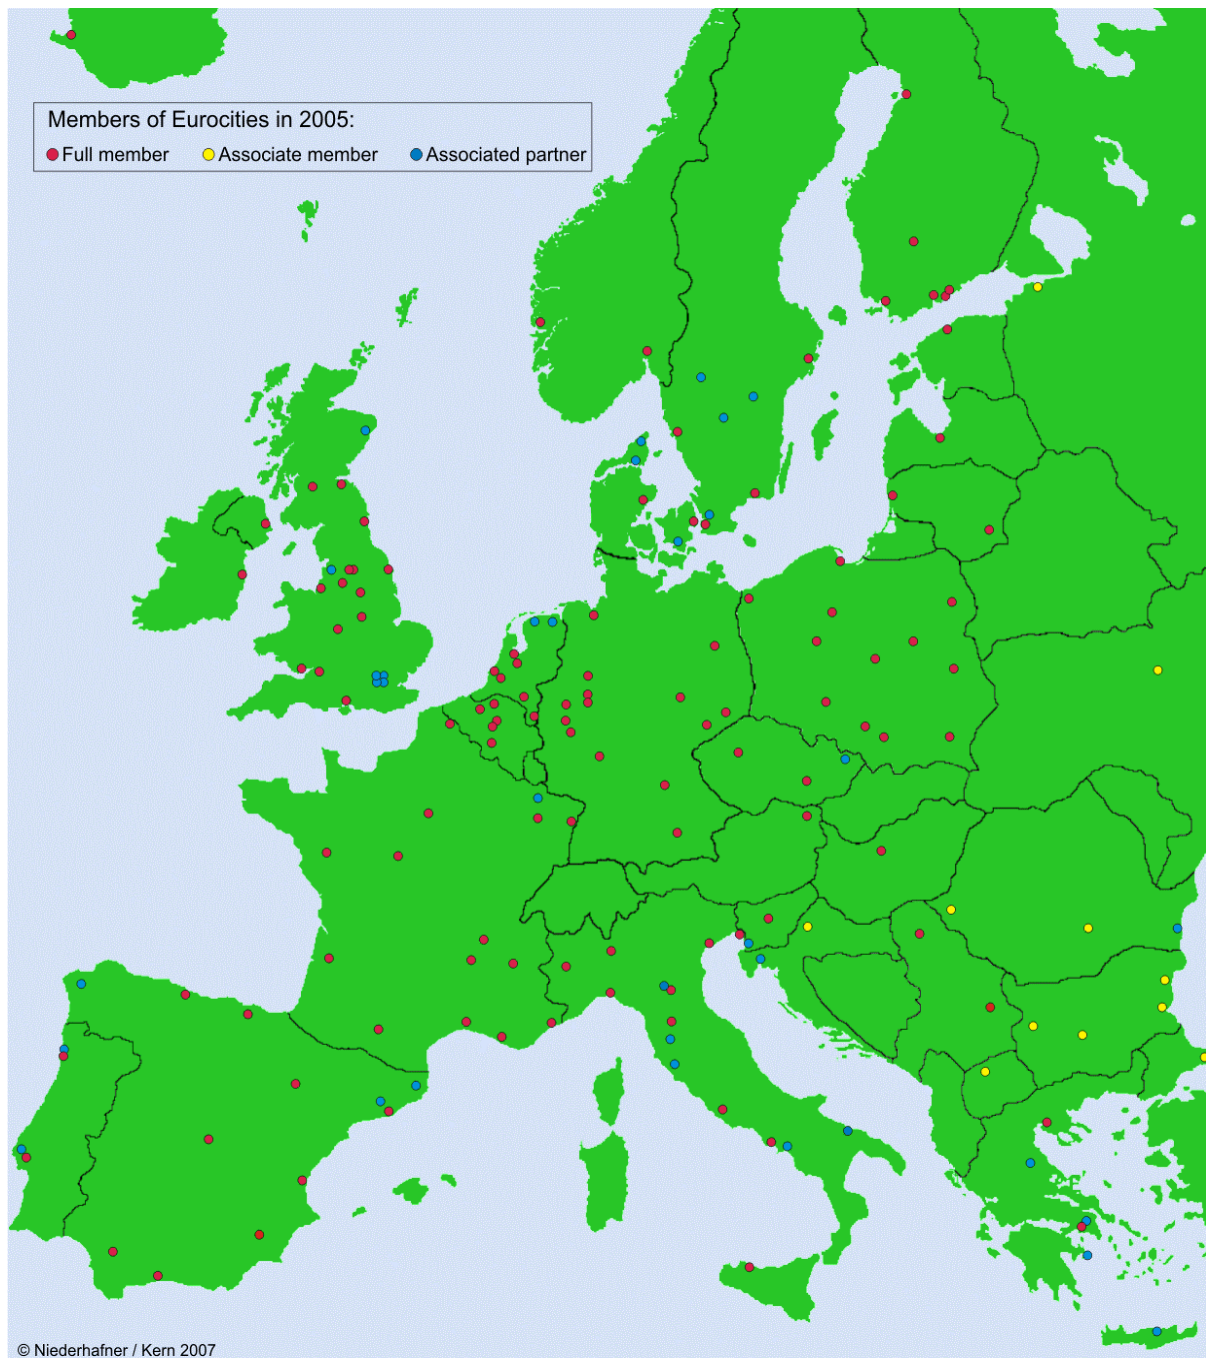 Members of Eurocities in 2005:
Full member Associate member Associated partner
© Niederhafner / Kern 2007